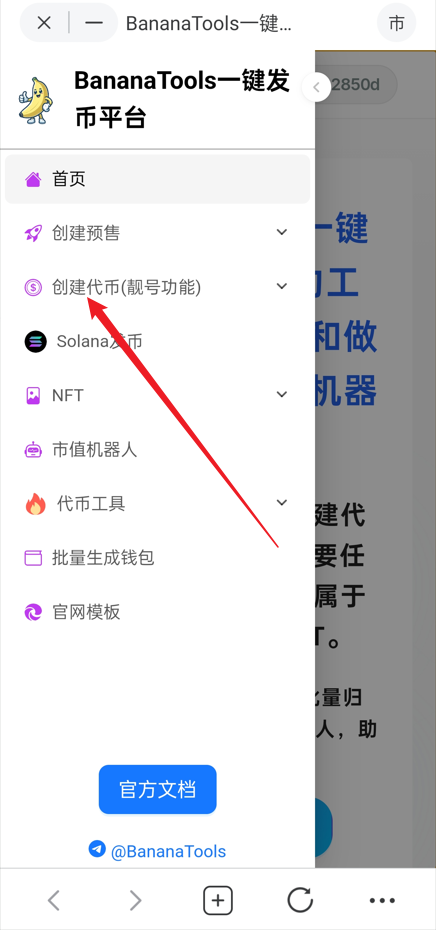 BananaTools一键...
市
BananaTools一键发
币平台
2850d
首页
一键
创建预售
工
创建代币(靓号功能)
和做
Solana发币
机器
NFT
市值机器人
建代
代币工具
要任
批量生成钱包
属于
官网模板
T。
比量归
人，助
官方文档
@BananaTools